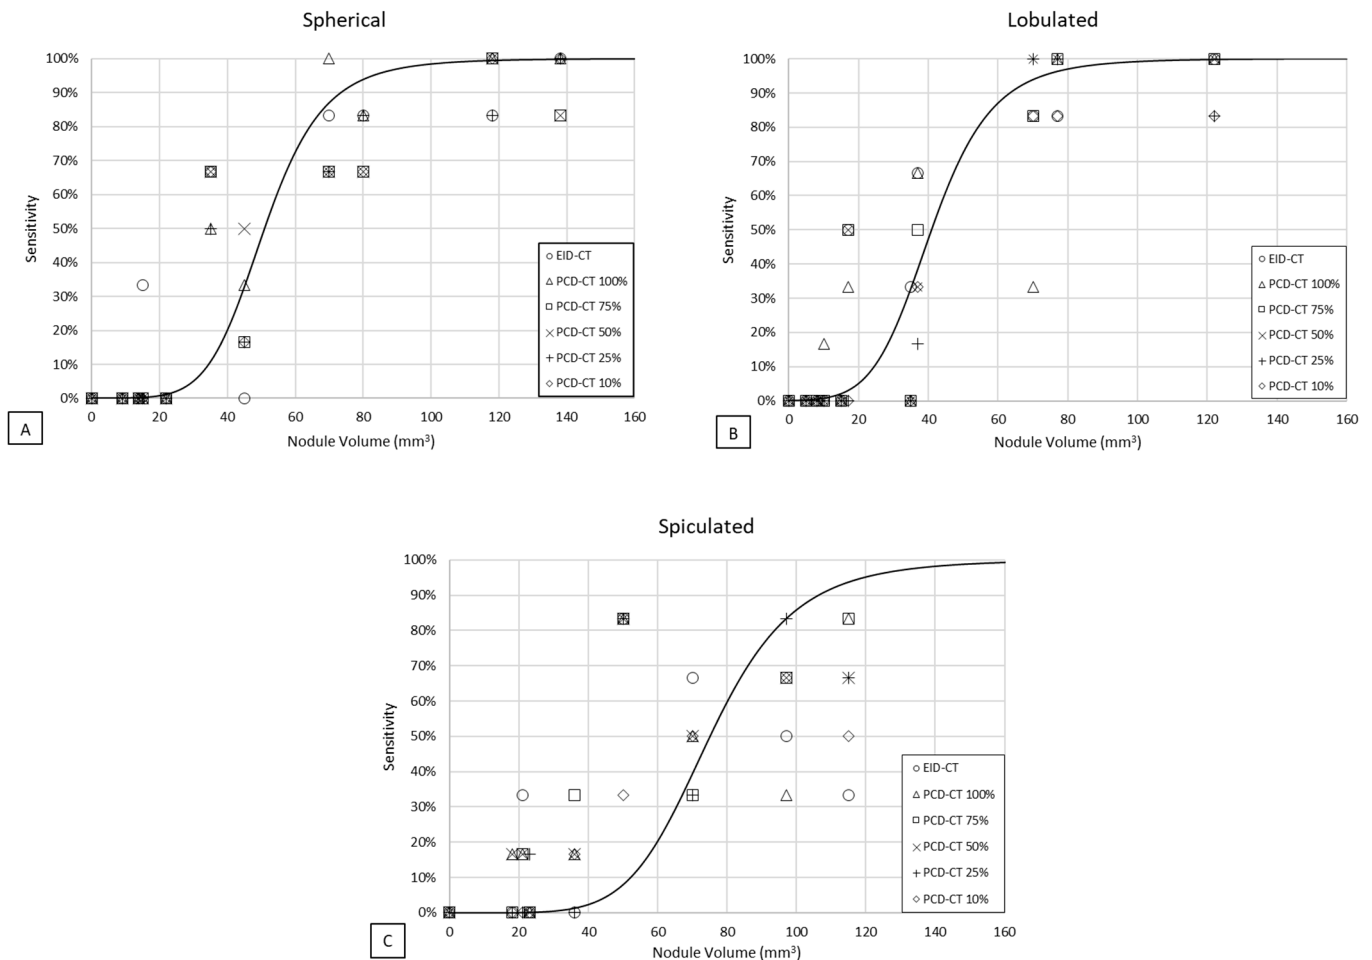 Spherical
Sensitivity
100%
90%
80%
70%
60%
50%
40%
30%
20%
10%
0%
0 20 40 60 80 100 120 140 160
Nodule Volume (mm³)
EID-CT
PCD-CT 100%
PCD-CT 75%
PCD-CT 50%
PCD-CT 25%
PCD-CT 10%
A
Lobulated
Sensitivity
100%
90%
80%
70%
60%
50%
40%
30%
20%
10%
0%
0 20 40 60 80 100 120 140 160
Nodule Volume (mm³)
EID-CT
PCD-CT 100%
PCD-CT 75%
PCD-CT 50%
PCD-CT 25%
PCD-CT 10%
B
Spiculated
Sensitivity
100%
90%
80%
70%
60%
50%
40%
30%
20%
10%
0%
0 20 40 60 80 100 120 140 160
Nodule Volume (mm³)
EID-CT
PCD-CT 100%
PCD-CT 75%
PCD-CT 50%
PCD-CT 25%
PCD-CT 10%
C